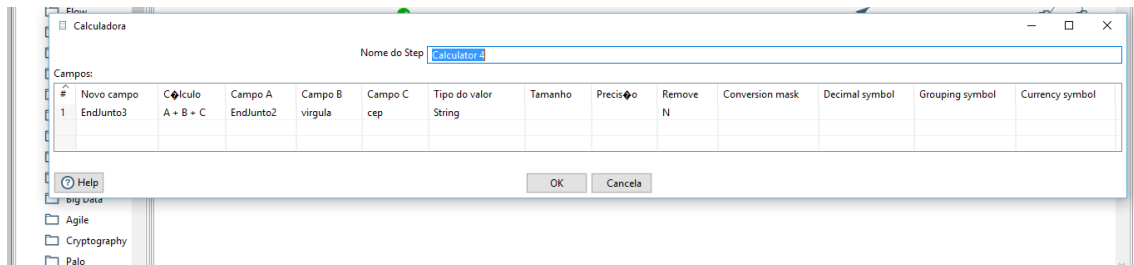 Flow
Calculadora
Nome do Step Calculator 4
Campos:
# Novo campo C�lculo Campo A Campo B Campo C Tipo do valor Tamanho Precis�o Remove Conversion mask Decimal symbol Grouping symbol Currency symbol
1 EndJunto3 A + B + C EndJunto2 virgula cep String N
Help OK Cancela
Big Data
Agile
Cryptography
Palo